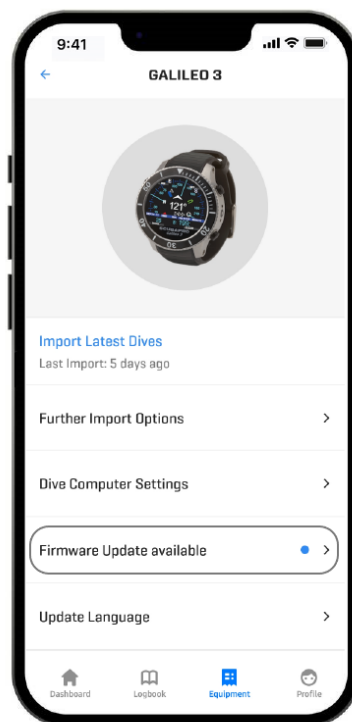 9:41
GALILEO 3
121°
Import Latest Dives
Last Import: 5 days ago
Further Import Options
Dive Computer Settings
Firmware Update available
Update Language
Dashboard Logbook Equipment Profile